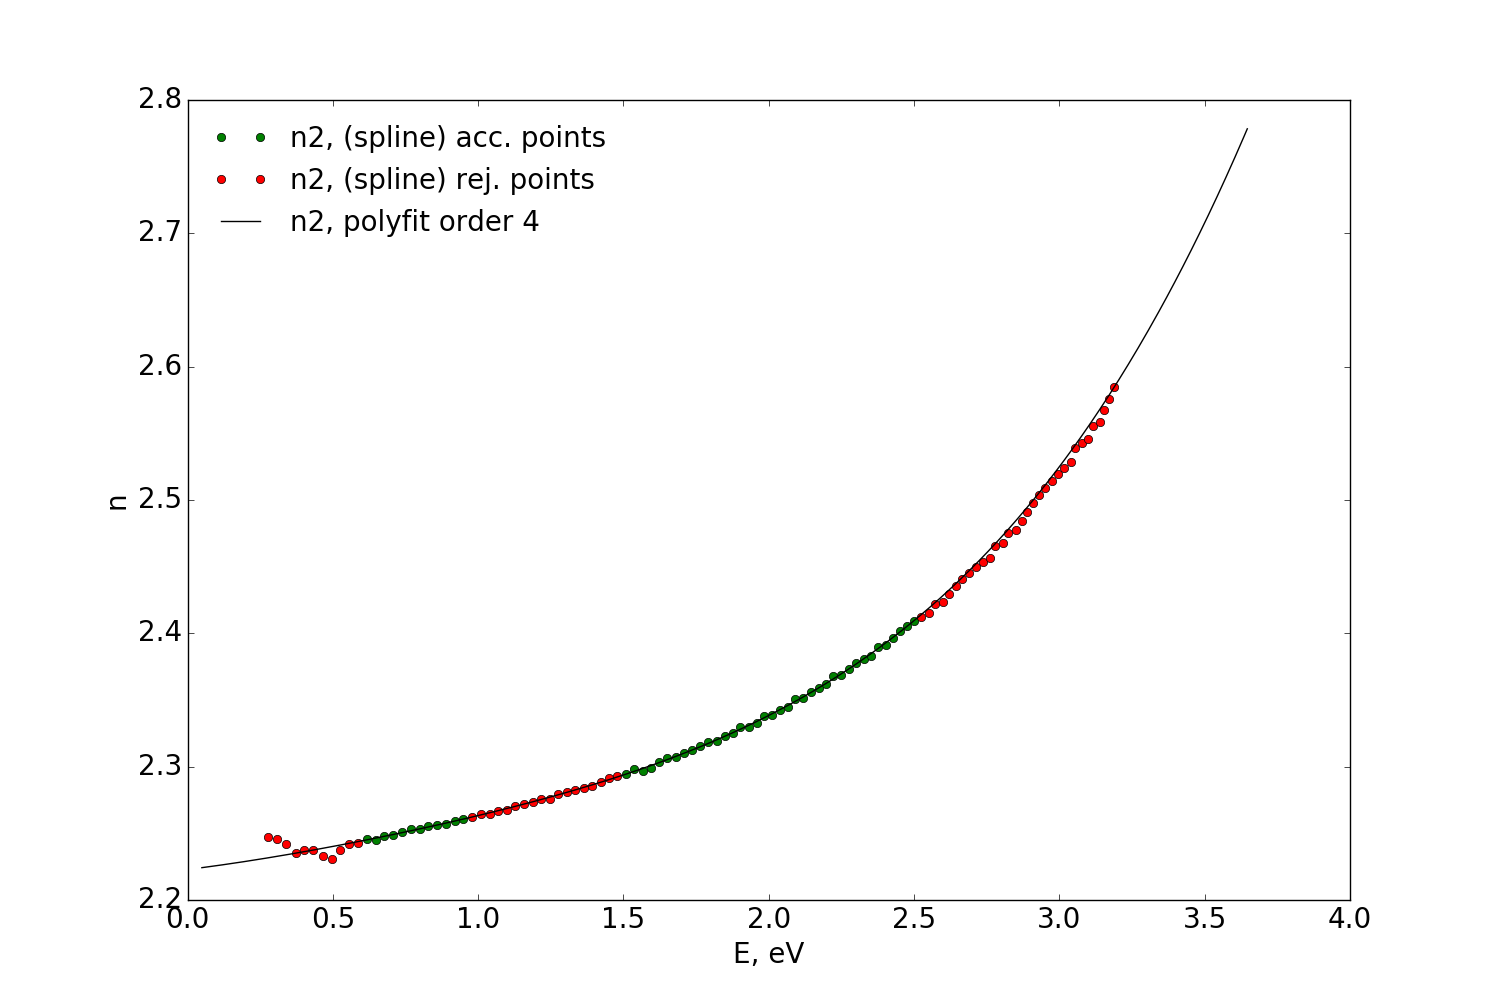 2.8
n2, (spline) acc. points
n2, (spline) rej. points
n2, polyfit order 4
2.7
2.6
n
2.5
2.4
2.3
2.2
0.0 0.5 1.0 1.5 2.0 2.5 3.0 3.5 4.0
E, eV